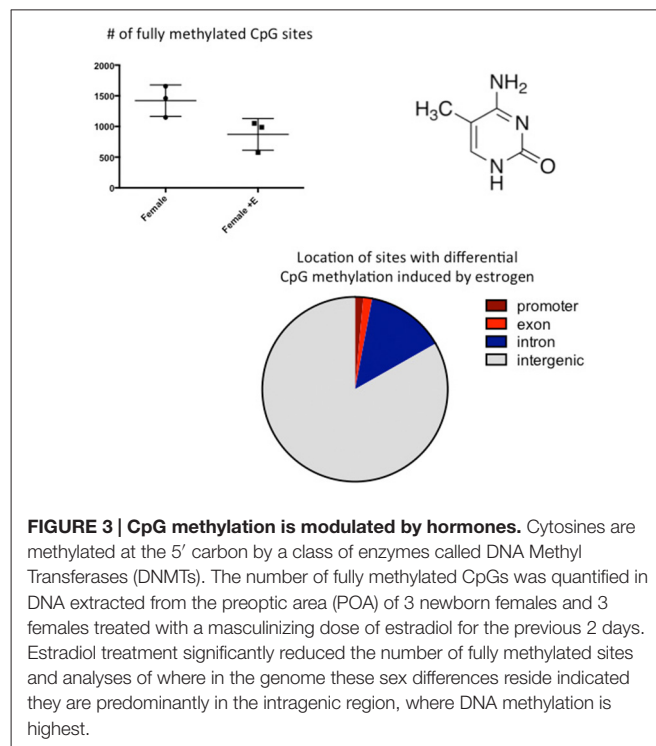 # of fully methylated CpG sites
2000
1500
1000
500
0
Female
Female +E
NH₂
H₃C
N
N
H
O
Location of sites with differential
CpG methylation induced by estrogen
promoter
exon
intron
intergenic
FIGURE 3 | CpG methylation is modulated by hormones. Cytosines are
methylated at the 5′ carbon by a class of enzymes called DNA Methyl
Transferases (DNMTs). The number of fully methylated CpGs was quantified in
DNA extracted from the preoptic area (POA) of 3 newborn females and 3
females treated with a masculinizing dose of estradiol for the previous 2 days.
Estradiol treatment significantly reduced the number of fully methylated sites
and analyses of where in the genome these sex differences reside indicated
they are predominantly in the intragenic region, where DNA methylation is
highest.